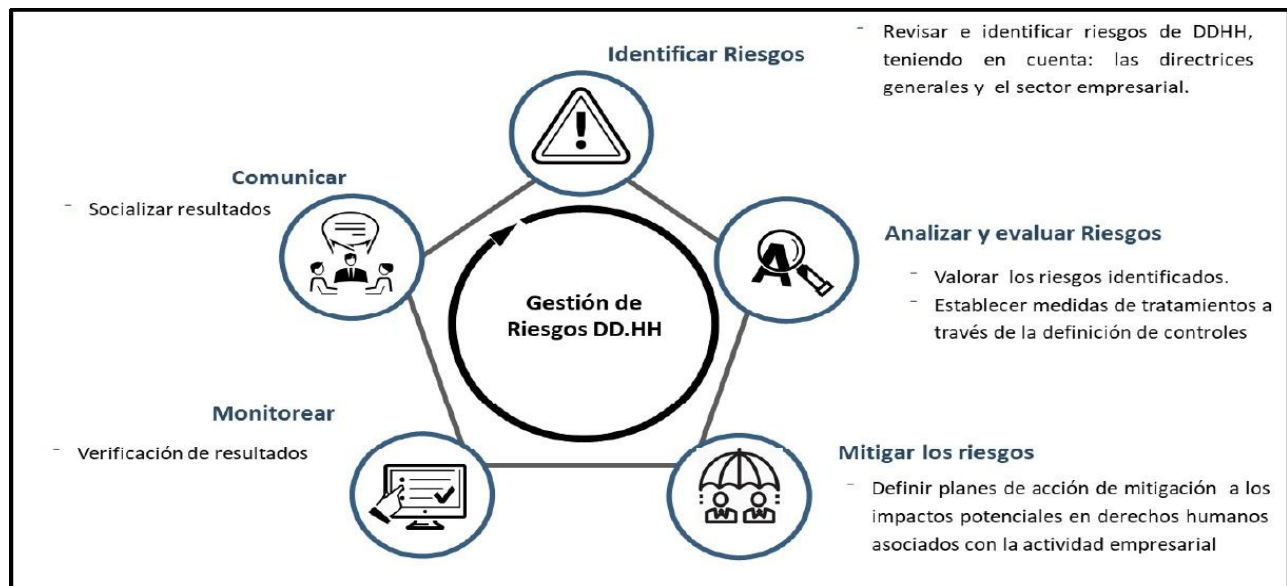 Identificar Riesgos
- Revisar e identificar riesgos de DDHH,
teniendo en cuenta: las directrices
generales y el sector empresarial.
Analizar y evaluar Riesgos
- Valorar los riesgos identificados.
- Establecer medidas de tratamientos a
través de la definición de controles
Mitigar los riesgos
- Definir planes de acción de mitigación a los
impactos potenciales en derechos humanos
asociados con la actividad empresarial
Monitorear
- Verificación de resultados
Comunicar
- Socializar resultados
Gestión de
Riesgos DD.HH
A